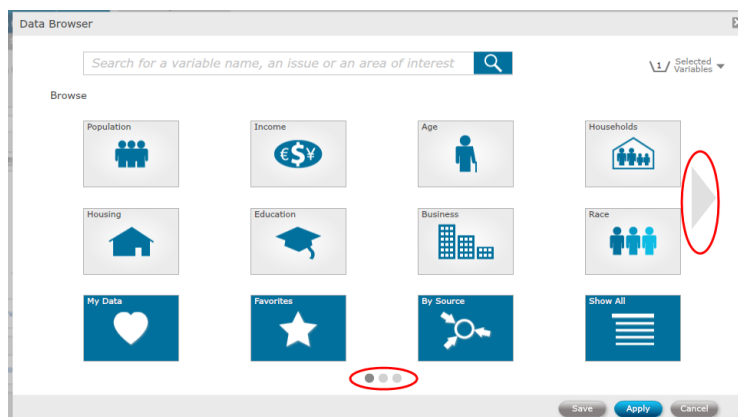 Data Browser
Search for a variable name, an issue or an area of interest
1 Selected Variables
Browse
Population
Income
Age
Households
€$¥
Housing
Education
Business
Race
My Data
Favorites
By Source
Show All
Save Apply Cancel